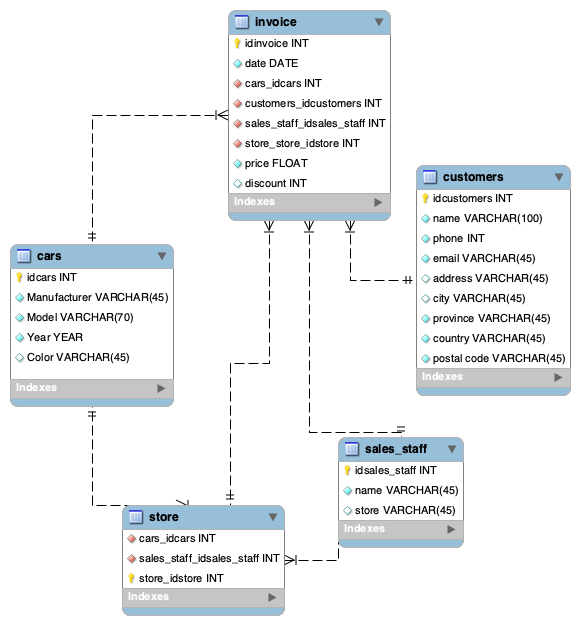 invoice
idinvoice INT
date DATE
cars_idcars INT
customers_idcustomers INT
sales_staff_idsales_staff INT
store_store_idstore INT
price FLOAT
discount INT
Indexes
customers
idcustomers INT
name VARCHAR(100)
phone INT
email VARCHAR(45)
address VARCHAR(45)
city VARCHAR(45)
province VARCHAR(45)
country VARCHAR(45)
postal code VARCHAR(45)
Indexes
cars
idcars INT
Manufacturer VARCHAR(45)
Model VARCHAR(70)
Year YEAR
Color VARCHAR(45)
Indexes
sales_staff
idsales_staff INT
name VARCHAR(45)
store VARCHAR(45)
Indexes
store
cars_idcars INT
sales_staff_idsales_staff INT
store_idstore INT
Indexes